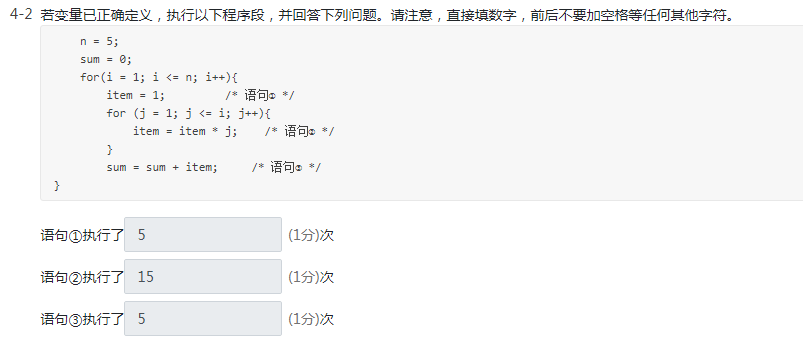 4-2 若变量已正确定义，执行以下程序段，并回答下列问题。请注意，直接填数字，前后不要加空格等任何其他字符。
n = 5;
sum = 0;
for(i = 1; i <= n; i++){
item = 1; /* 语句① */
for (j = 1; j <= i; j++){
item = item * j; /* 语句② */
}
sum = sum + item; /* 语句③ */
}
语句①执行了 5 (1分)次
语句②执行了 15 (1分)次
语句③执行了 5 (1分)次